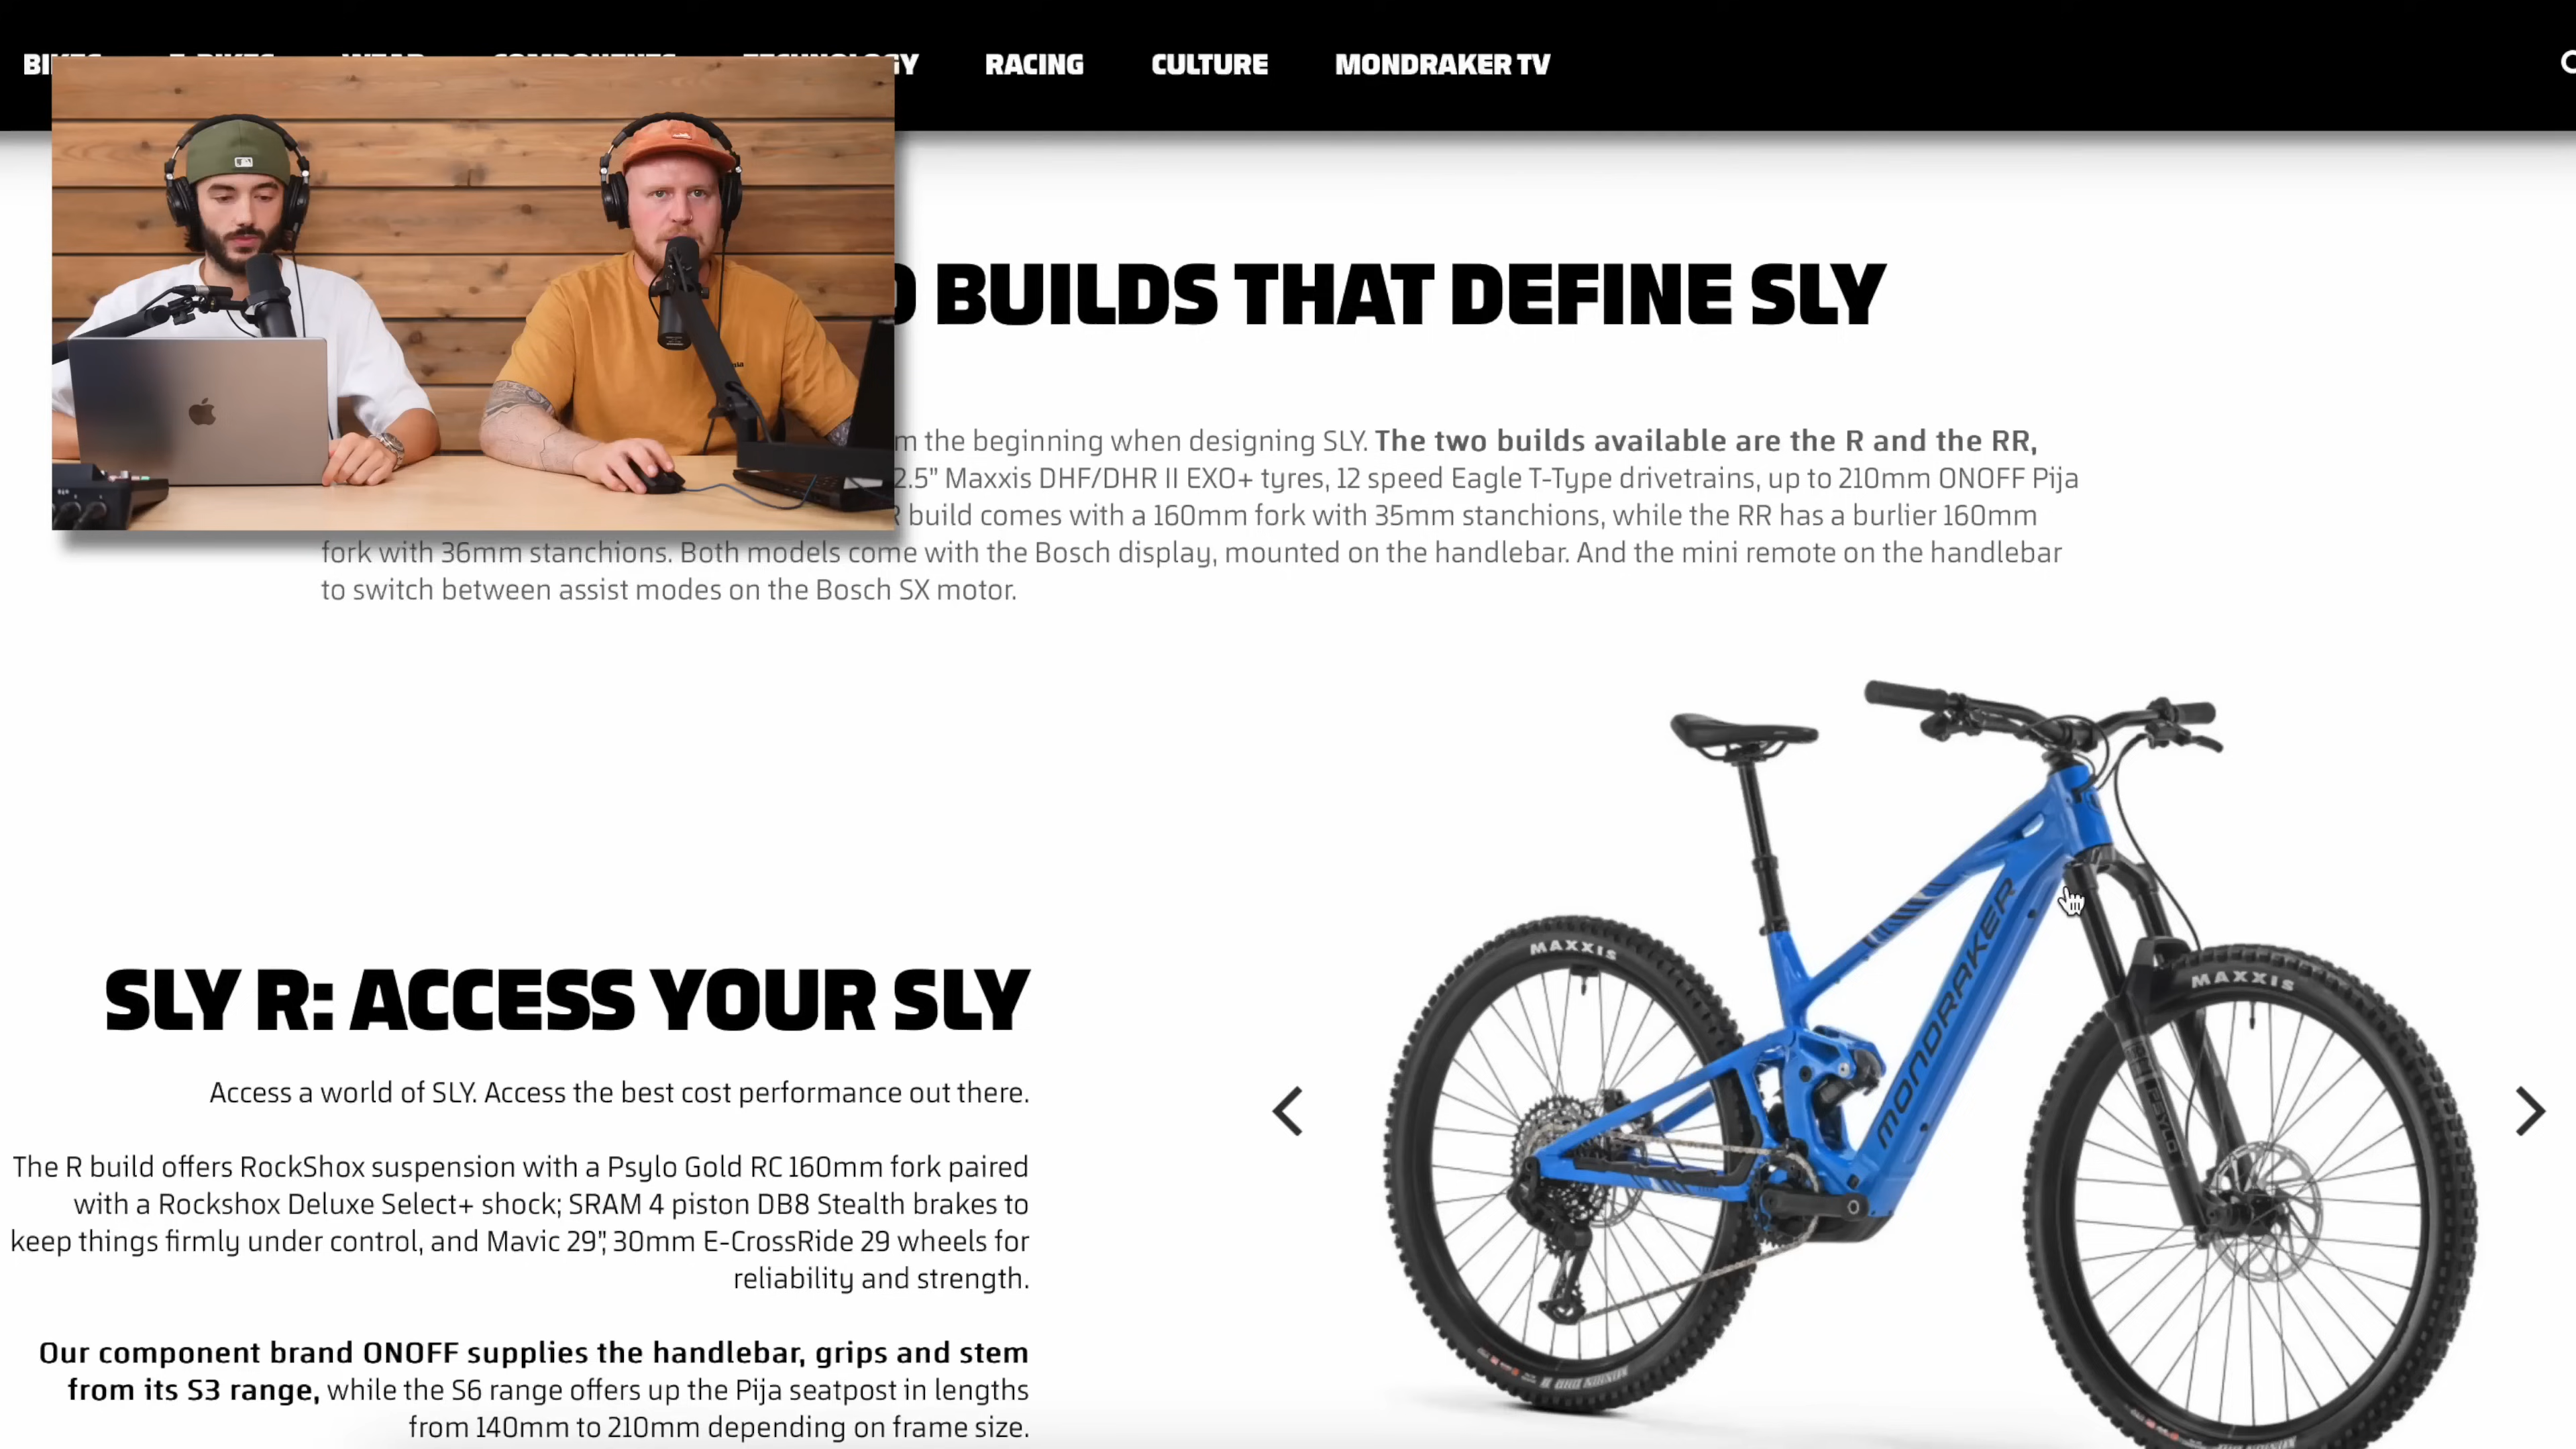 RACING CULTURE MONDRAKER TV
BUILDS THAT DEFINE SLY
the beginning when designing SLY. The two builds available are the R and the RR,
2.5" Maxxis DHF/DHR II EXO+ tyres, 12 speed Eagle T-Type drivetrains, up to 210mm ONOFF Pija
build comes with a 160mm fork with 35mm stanchions, while the RR has a burlier 160mm
fork with 36mm stanchions. Both models come with the Bosch display, mounted on the handlebar. And the mini remote on the handlebar
to switch between assist modes on the Bosch SX motor.
MAXXIS
MONDRAKER
MAXXIS
PSYLO
SLY R: ACCESS YOUR SLY
Access a world of SLY. Access the best cost performance out there.
The R build offers RockShox suspension with a Psylo Gold RC 160mm fork paired
with a Rockshox Deluxe Select+ shock; SRAM 4 piston DB8 Stealth brakes to
keep things firmly under control, and Mavic 29", 30mm E-CrossRide 29 wheels for
reliability and strength.
Our component brand ONOFF supplies the handlebar, grips and stem
from its S3 range, while the S6 range offers up the Pija seatpost in lengths
from 140mm to 210mm depending on frame size.